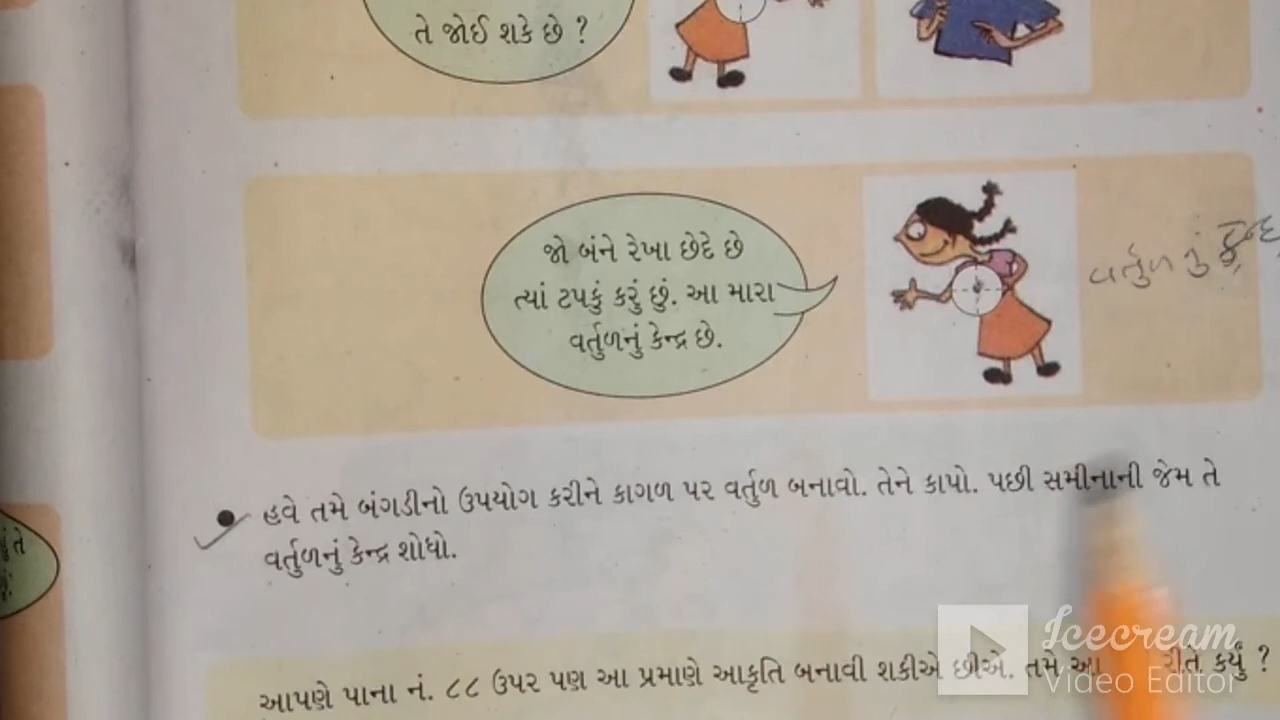 તે જોઈ શકે છે ?
જો બંને રેખા છેદે છે
ત્યાં ટપકું કરું છું. આ મારા
વર્તુળનું કેન્દ્ર છે.
વર્તુળનું કેન્દ્ર
હવે તમે બંગડીનો ઉપયોગ કરીને કાગળ પર વર્તુળ બનાવો. તેને કાપો. પછી સમીનાની જેમ તે
વર્તુળનું કેન્દ્ર શોધો.
આપણે પાના નં. ૮૮ ઉપર પણ આ પ્રમાણે આકૃતિ બનાવી શકીએ છીએ. તમે આ રીતે કર્યું ?
Icecream
Video Editor